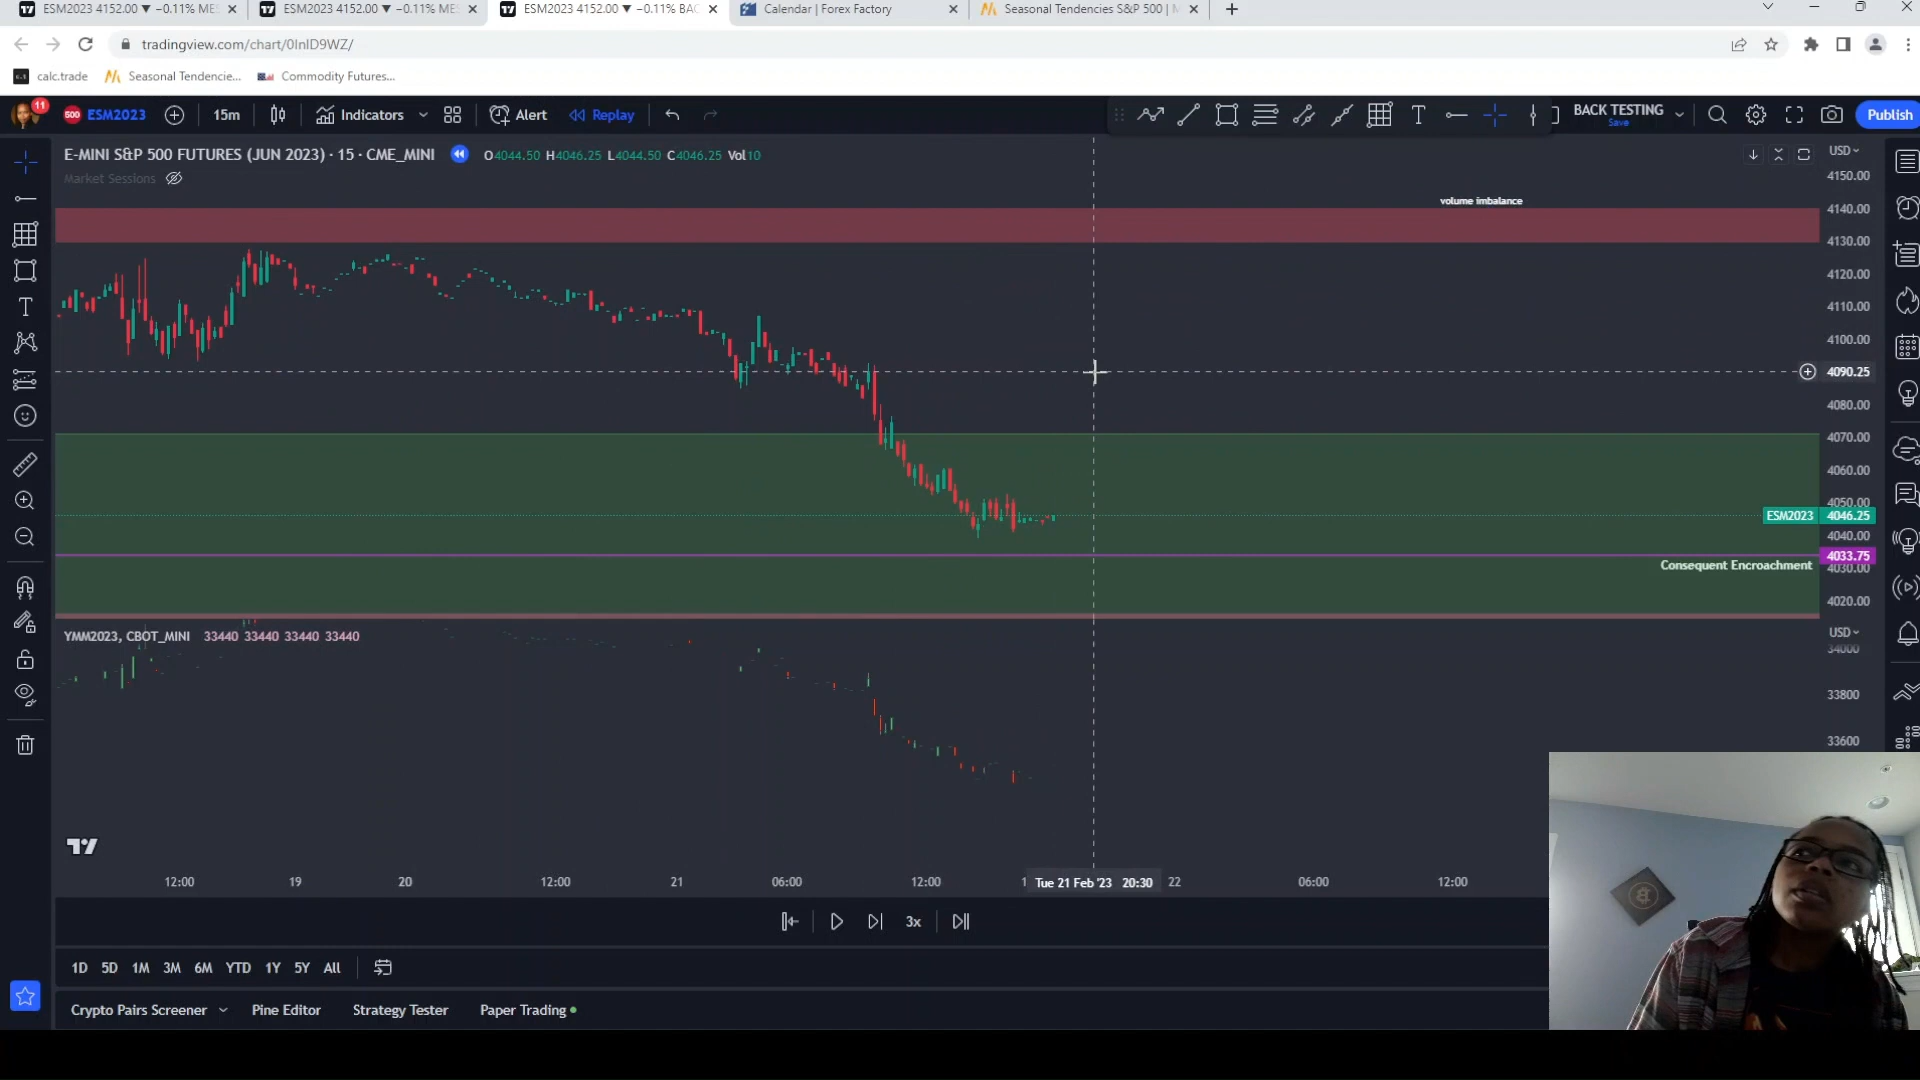 ESM2023 4152.00 ▼ −0.11% MES
ESM2023 4152.00 ▼ −0.11% ME
ESM2023 4152.00 ▼ −0.11% BAC
Calendar | Forex Factory
Seasonal Tendencies S&P 500 |
tradingview.com/chart/0InID9WZ/
calc.trade
Seasonal Tendencie...
Commodity Futures...
11
500
ESM2023
15m
Indicators
Alert
Replay
BACK TESTING
Save
Publish
E-MINI S&P 500 FUTURES (JUN 2023) · 15 · CME_MINI
O4044.50 H4046.25 L4044.50 C4046.25 Vol10
USD
Market Sessions
4150.00
volume imbalance
4140.00
4130.00
4120.00
4110.00
4100.00
4090.25
4080.00
4070.00
4060.00
4050.00
ESM2023 4046.25
4040.00
4033.75
Consequent Encroachment
4030.00
4020.00
YMM2023, CBOT_MINI 33440 33440 33440 33440
USD
34000
33800
33600
12:00
19
20
12:00
21
06:00
12:00
Tue 21 Feb '23 20:30
22
06:00
12:00
3x
1D 5D 1M 3M 6M YTD 1Y 5Y All
Crypto Pairs Screener
Pine Editor
Strategy Tester
Paper Trading